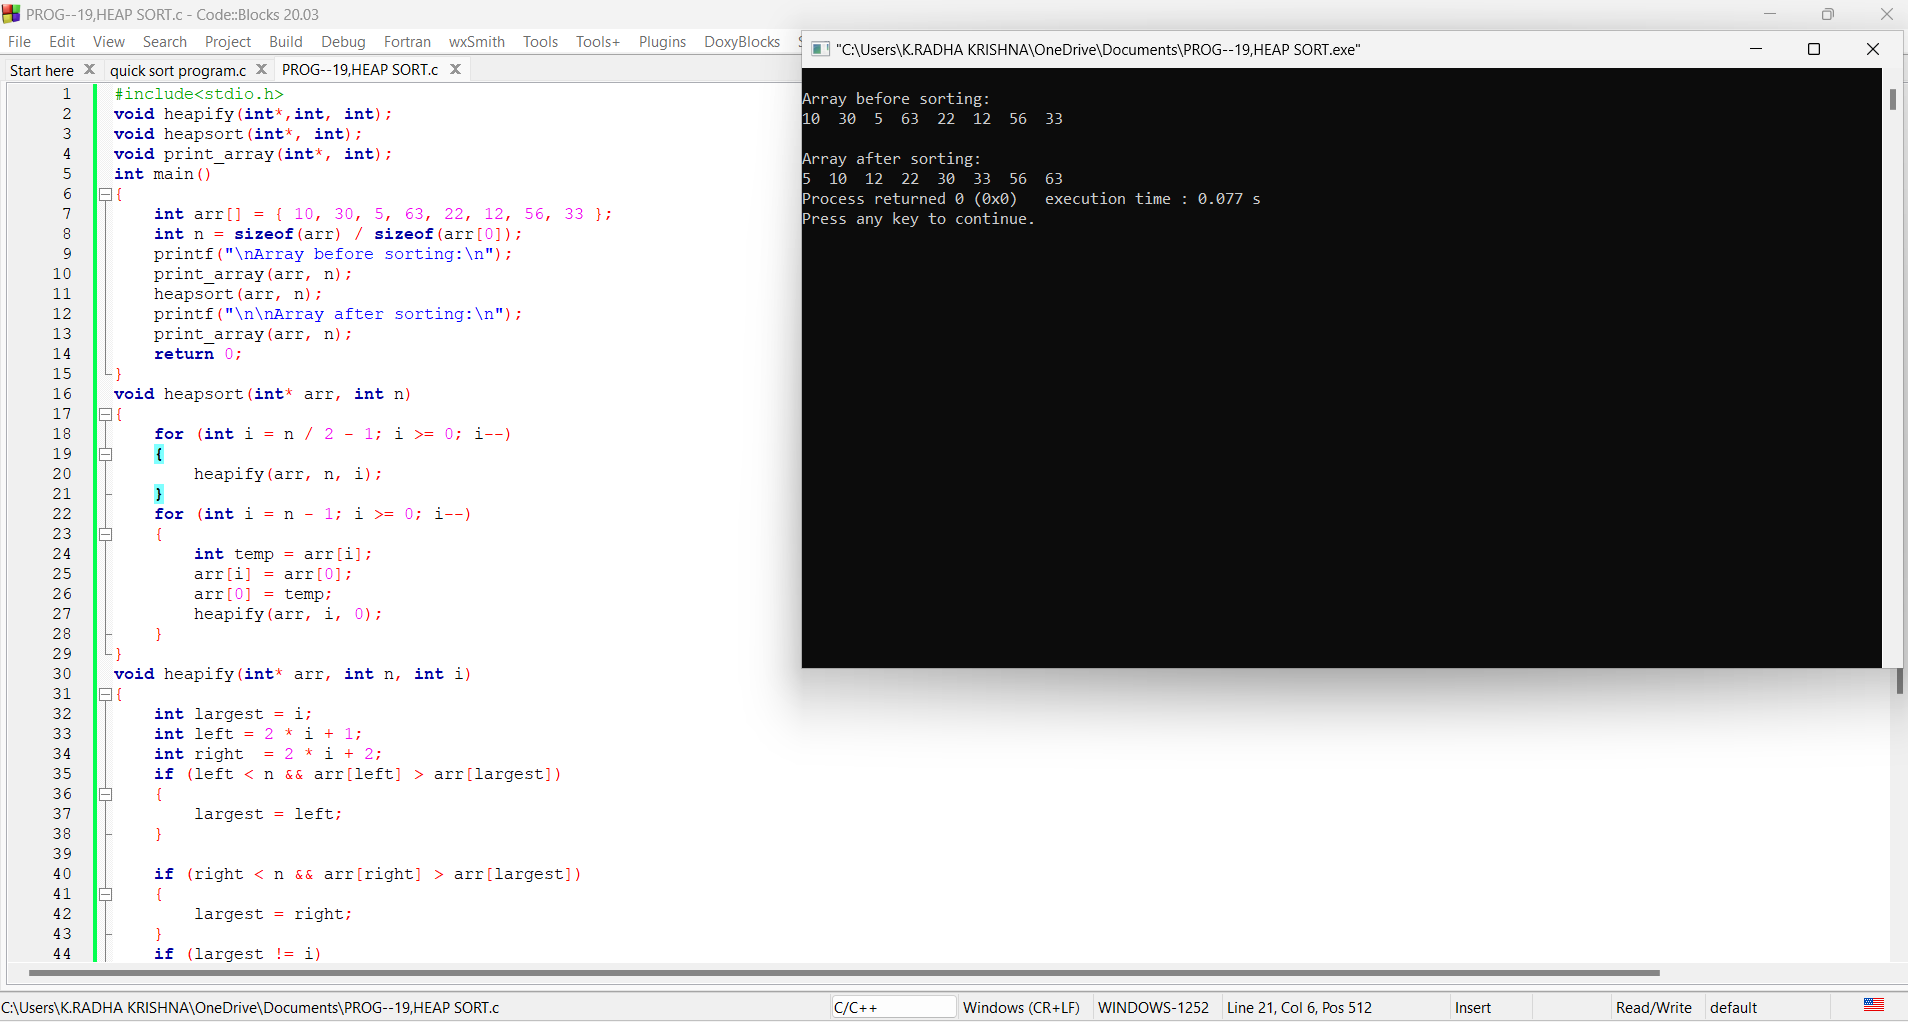 PROG--19,HEAP SORT.c - Code::Blocks 20.03
File Edit View Search Project Build Debug Fortran wxSmith Tools Tools+ Plugins DoxyBlocks
Start here quick sort program.c PROG--19,HEAP SORT.c
1 #include<stdio.h>
2 void heapify(int*,int, int);
3 void heapsort(int*, int);
4 void print_array(int*, int);
5 int main()
6 {
7 int arr[] = { 10, 30, 5, 63, 22, 12, 56, 33 };
8 int n = sizeof(arr) / sizeof(arr[0]);
9 printf("\nArray before sorting:\n");
10 print_array(arr, n);
11 heapsort(arr, n);
12 printf("\n\nArray after sorting:\n");
13 print_array(arr, n);
14 return 0;
15 }
16 void heapsort(int* arr, int n)
17 {
18 for (int i = n / 2 - 1; i >= 0; i--)
19 {
20 heapify(arr, n, i);
21 }
22 for (int i = n - 1; i >= 0; i--)
23 {
24 int temp = arr[i];
25 arr[i] = arr[0];
26 arr[0] = temp;
27 heapify(arr, i, 0);
28 }
29 }
30 void heapify(int* arr, int n, int i)
31 {
32 int largest = i;
33 int left = 2 * i + 1;
34 int right  = 2 * i + 2;
35 if (left < n && arr[left] > arr[largest])
36 {
37 largest = left;
38 }
39
40 if (right < n && arr[right] > arr[largest])
41 {
42 largest = right;
43 }
44 if (largest != i)
"C:\Users\K.RADHA KRISHNA\OneDrive\Documents\PROG--19,HEAP SORT.exe"
Array before sorting:
10  30  5  63  22  12  56  33
Array after sorting:
5  10  12  22  30  33  56  63
Process returned 0 (0x0)   execution time : 0.077 s
Press any key to continue.
C:\Users\K.RADHA KRISHNA\OneDrive\Documents\PROG--19,HEAP SORT.c C/C++ Windows (CR+LF) WINDOWS-1252 Line 21, Col 6, Pos 512 Insert Read/Write default